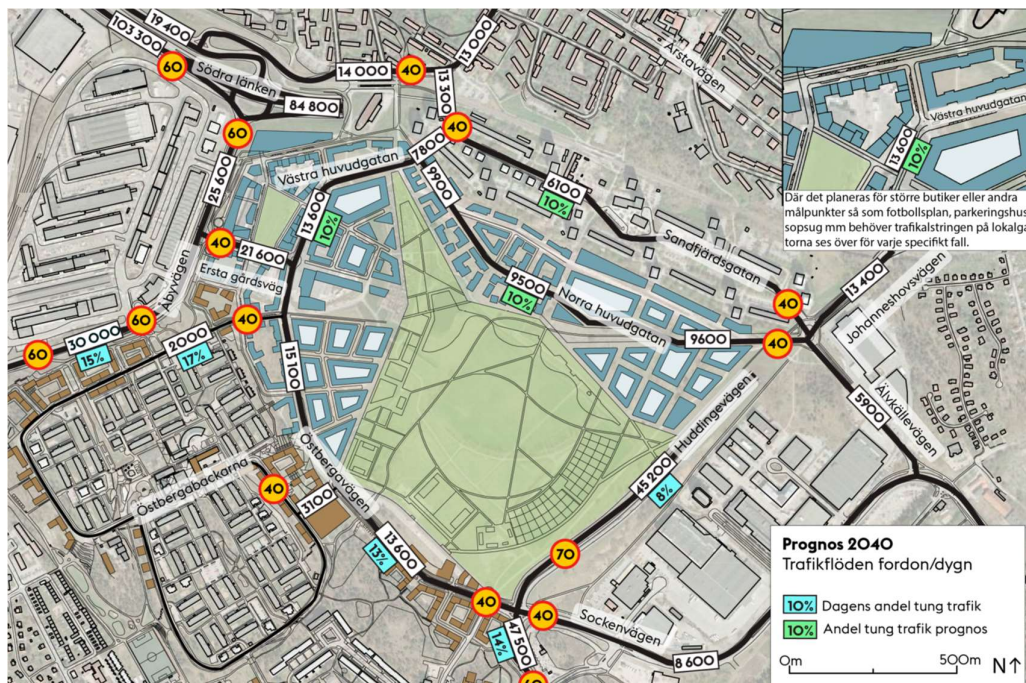 19 400
103 300
60
Södra länken
14 000
40
13 000
13 300
Årstavägen
84 800
60
40
7800
Västra huvudgatan
9900
6100
10%
25 600
13 600
10%
40
21 600
Ersta gårdsväg
Åbyvägen
Sandfjärdsgatan
9500
10%
Norra huvudgatan
40
13 400
Johanneshovsvägen
60
30 000
15%
60
2000
17%
40
15 100
9600
40
Huddingevägen
5900
Älvkällevägen
Östbergavägen
Östbergabackarna
40
3100
45 200
8%
13 600
13%
70
40
40
Sockenvägen
47 500
14%
60
8 600
Västra huvudgatan
13 600
10%
Där det planeras för större butiker eller andra
målpunkter så som fotbollsplan, parkeringshus
sopsug mm behöver trafikalstringen på lokalga
torna ses över för varje specifikt fall.
Prognos 2040
Trafikflöden fordon/dygn
10% Dagens andel tung trafik
10% Andel tung trafik prognos
0m 500m N↑